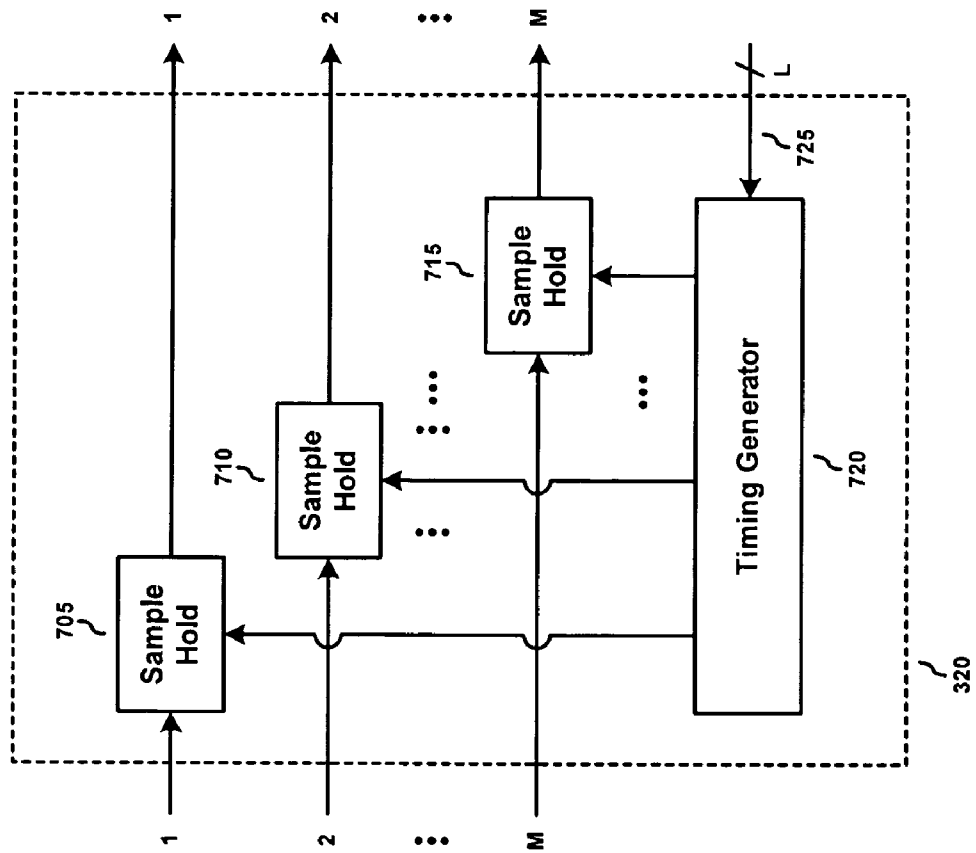 1
2
M
1
2
M
705
Sample
Hold
710
Sample
Hold
715
Sample
Hold
Timing Generator
720
725
L
320